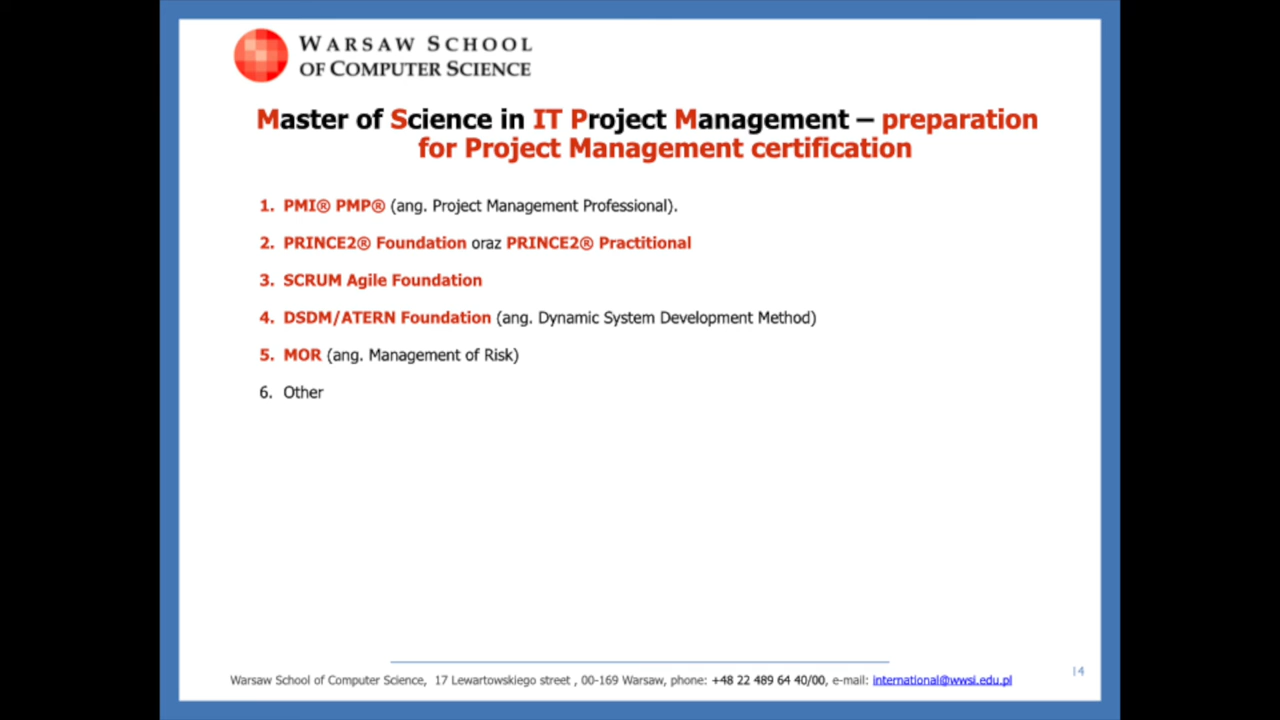 WARSAW SCHOOL
OF COMPUTER SCIENCE
Master of Science in IT Project Management – preparation
for Project Management certification
1. PMI® PMP® (ang. Project Management Professional).
2. PRINCE2® Foundation oraz PRINCE2® Practitional
3. SCRUM Agile Foundation
4. DSDM/ATERN Foundation (ang. Dynamic System Development Method)
5. MOR (ang. Management of Risk)
6. Other
14
Warsaw School of Computer Science, 17 Lewartowskiego street , 00-169 Warsaw, phone: +48 22 489 64 40/00, e-mail: international@wwsi.edu.pl